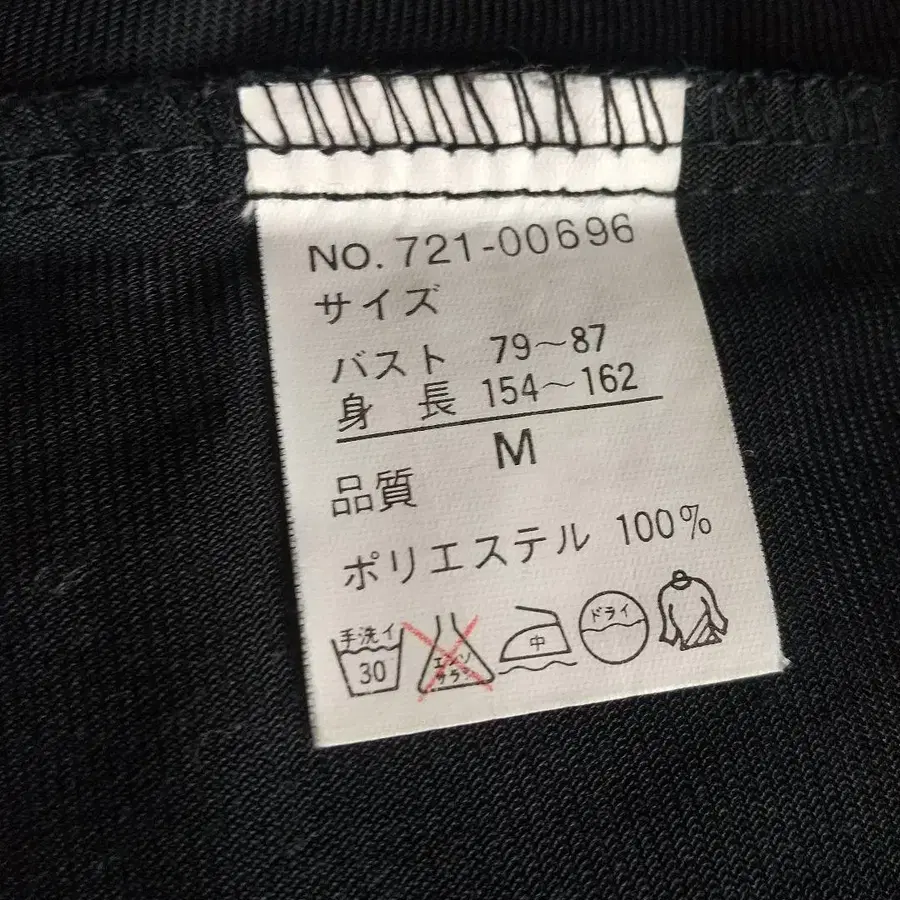 NO. 721-00696
サイズ
バスト 79〜87
身 長 154〜162
M
品質
ポリエステル 100%
手洗イ
30
エンソ
サラシ
中
ドライ